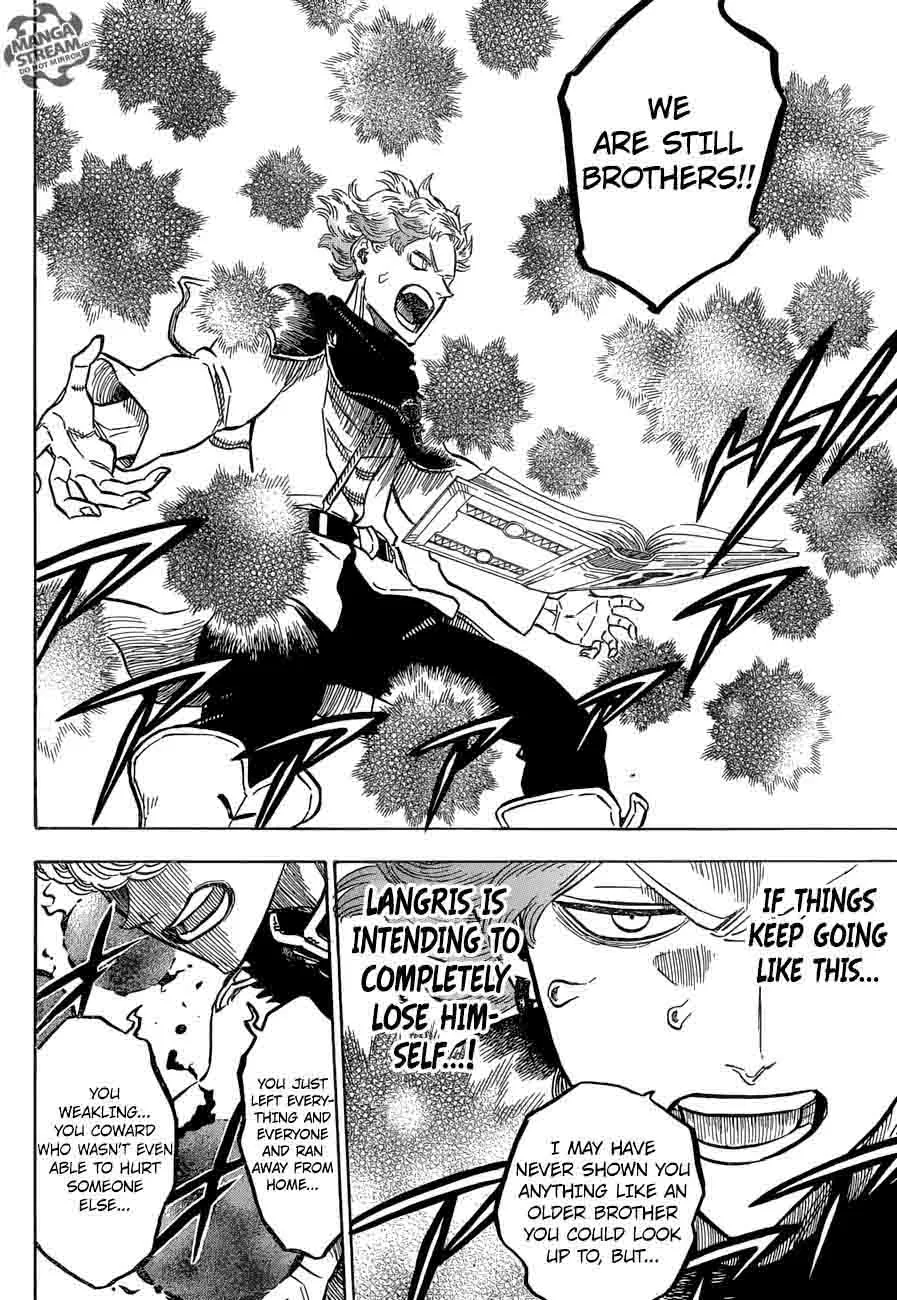 MANGA
STREAM
DO NOT MIRROR
WE
ARE STILL
BROTHERS!!
IF THINGS
KEEP GOING
LIKE THIS...
LANGRIS IS
INTENDING TO
COMPLETELY
LOSE HIM-
SELF...!
I MAY HAVE
NEVER SHOWN YOU
ANYTHING LIKE AN
OLDER BROTHER
YOU COULD LOOK
UP TO, BUT...
YOU JUST
LEFT EVERY-
THING AND
EVERYONE
AND RAN
AWAY FROM
HOME...
YOU
WEAKLING...
YOU COWARD
WHO WASN'T EVEN
ABLE TO HURT
SOMEONE
ELSE...